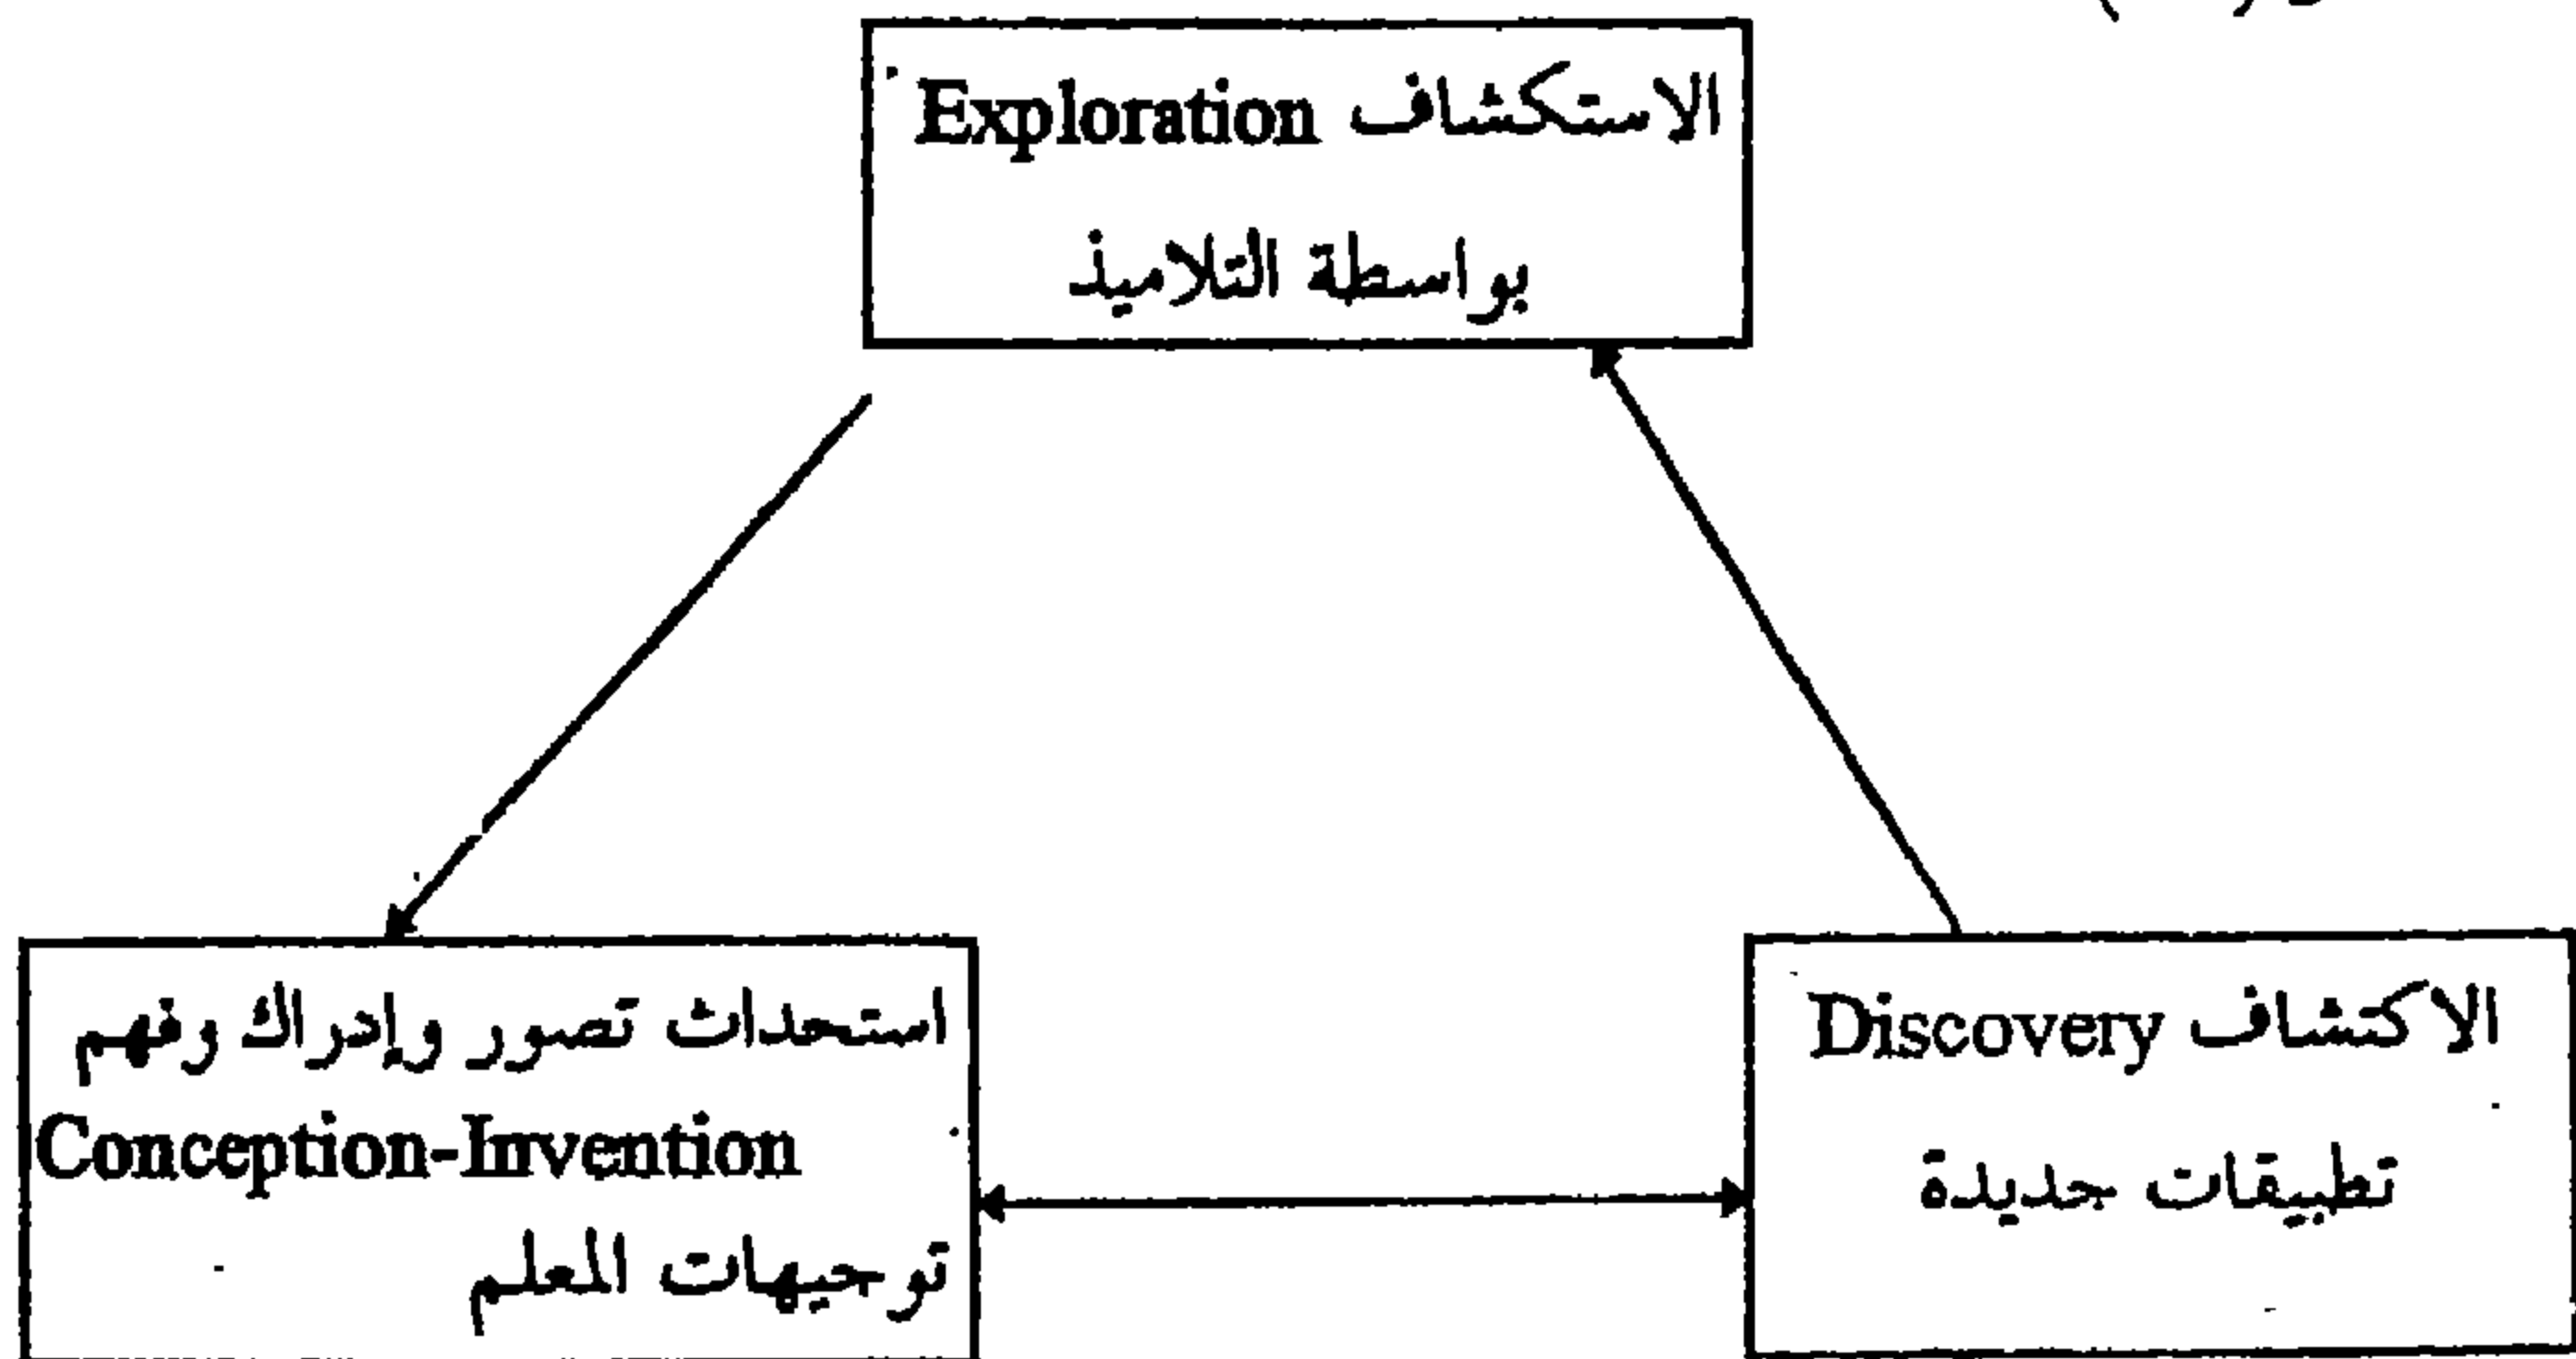 الاستكشاف Exploration
بواسطة التلاميذ
الاكتشاف Discovery
تطبيقات جديدة
استحداث تصور وإدراك وفهم
Conception-Invention
توجيهات المعلم